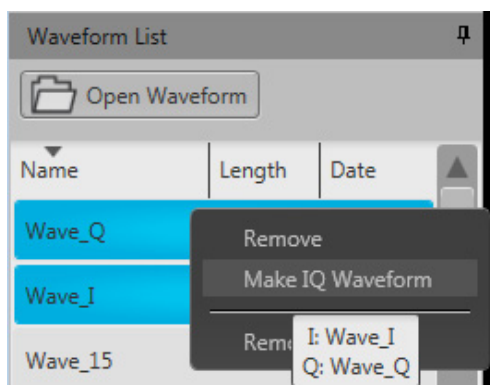 Waveform List
Open Waveform
Name Length Date
Wave_Q
Remove
Make IQ Waveform
Wave_I
I: Wave_I
Q: Wave_Q
Wave_15